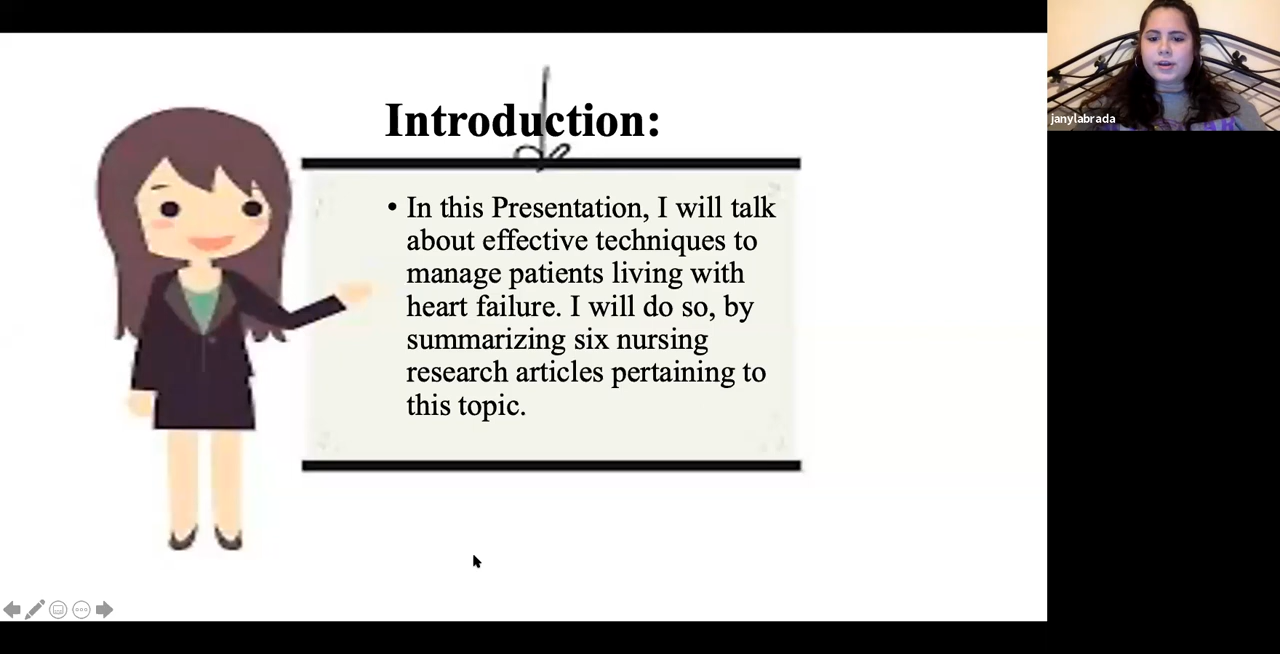 Introduction:
• In this Presentation, I will talk
about effective techniques to
manage patients living with
heart failure. I will do so, by
summarizing six nursing
research articles pertaining to
this topic.
janylabrada